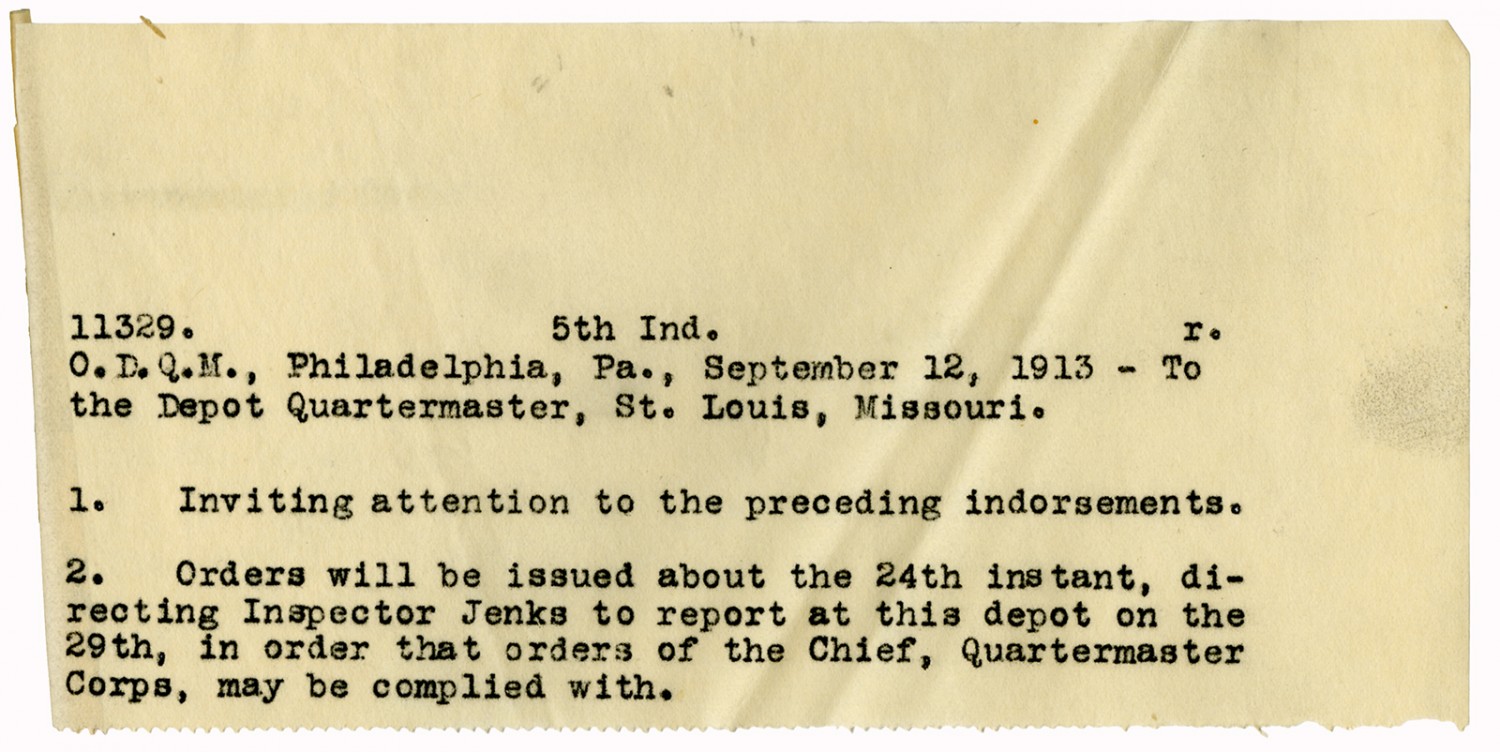 11329. 5th Ind. r.
O.D.Q.M., Philadelphia, Pa., September 12, 1913 - To
the Depot Quartermaster, St. Louis, Missouri.
1. Inviting attention to the preceding indorsements.
2. Orders will be issued about the 24th instant, di-
recting Inspector Jenks to report at this depot on the
29th, in order that orders of the Chief, Quartermaster
Corps, may be complied with.